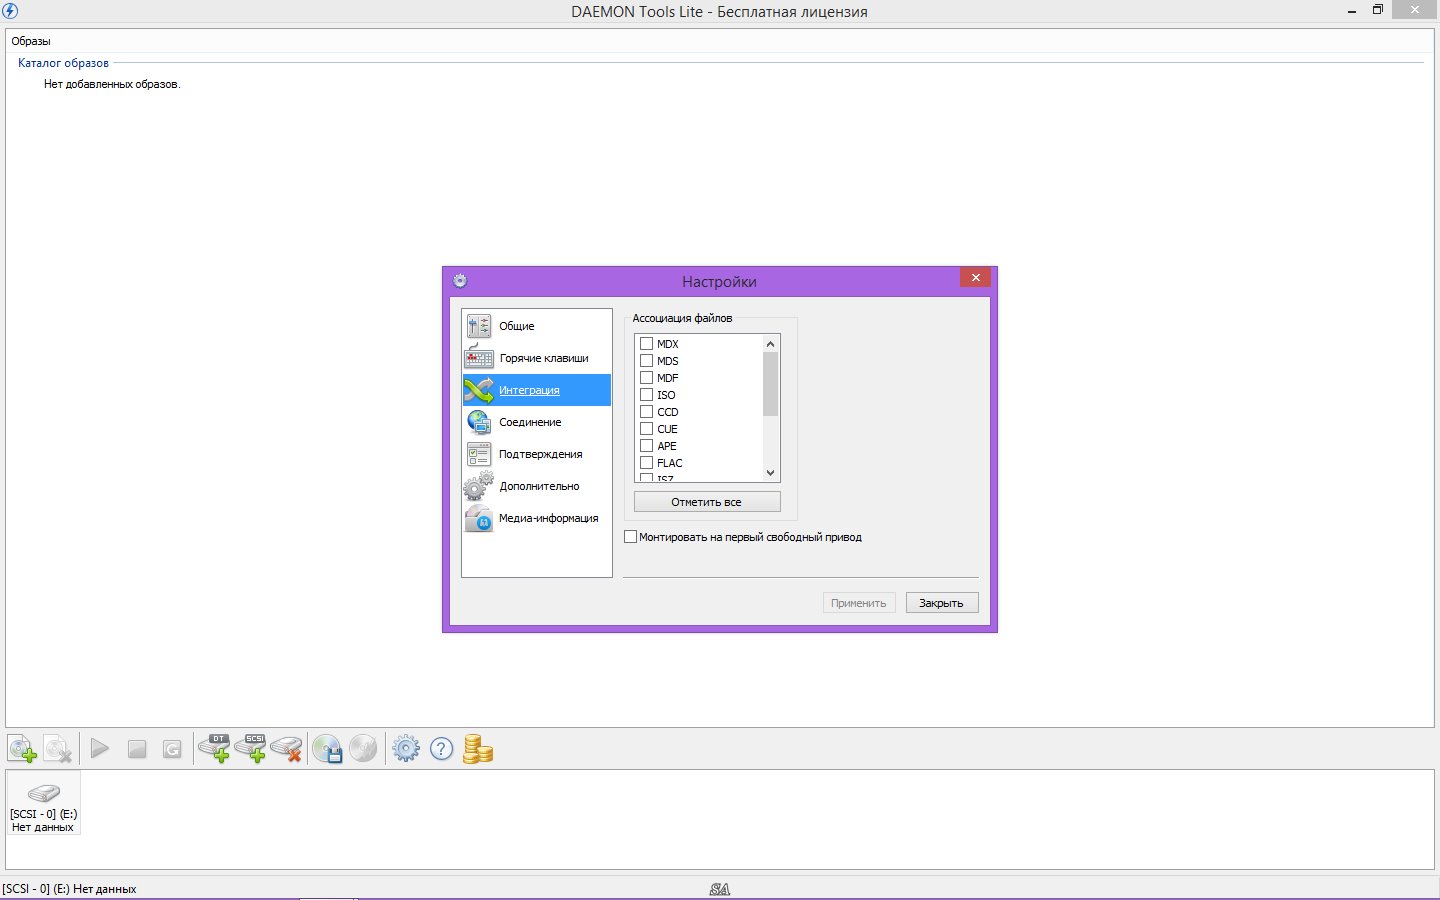 DAEMON Tools Lite - Бесплатная лицензия
Образы
Каталог образов
Нет добавленных образов.
Настройки
Общие
Горячие клавиши
Интеграция
Соединение
Подтверждения
Дополнительно
Медиа-информация
Ассоциация файлов
MDX
MDS
MDF
ISO
CCD
CUE
APE
FLAC
ISZ
Отметить все
Монтировать на первый свободный привод
Применить
Закрыть
DT
SCSI
[SCSI - 0] (E:)
Нет данных
[SCSI - 0] (E:) Нет данных
SA